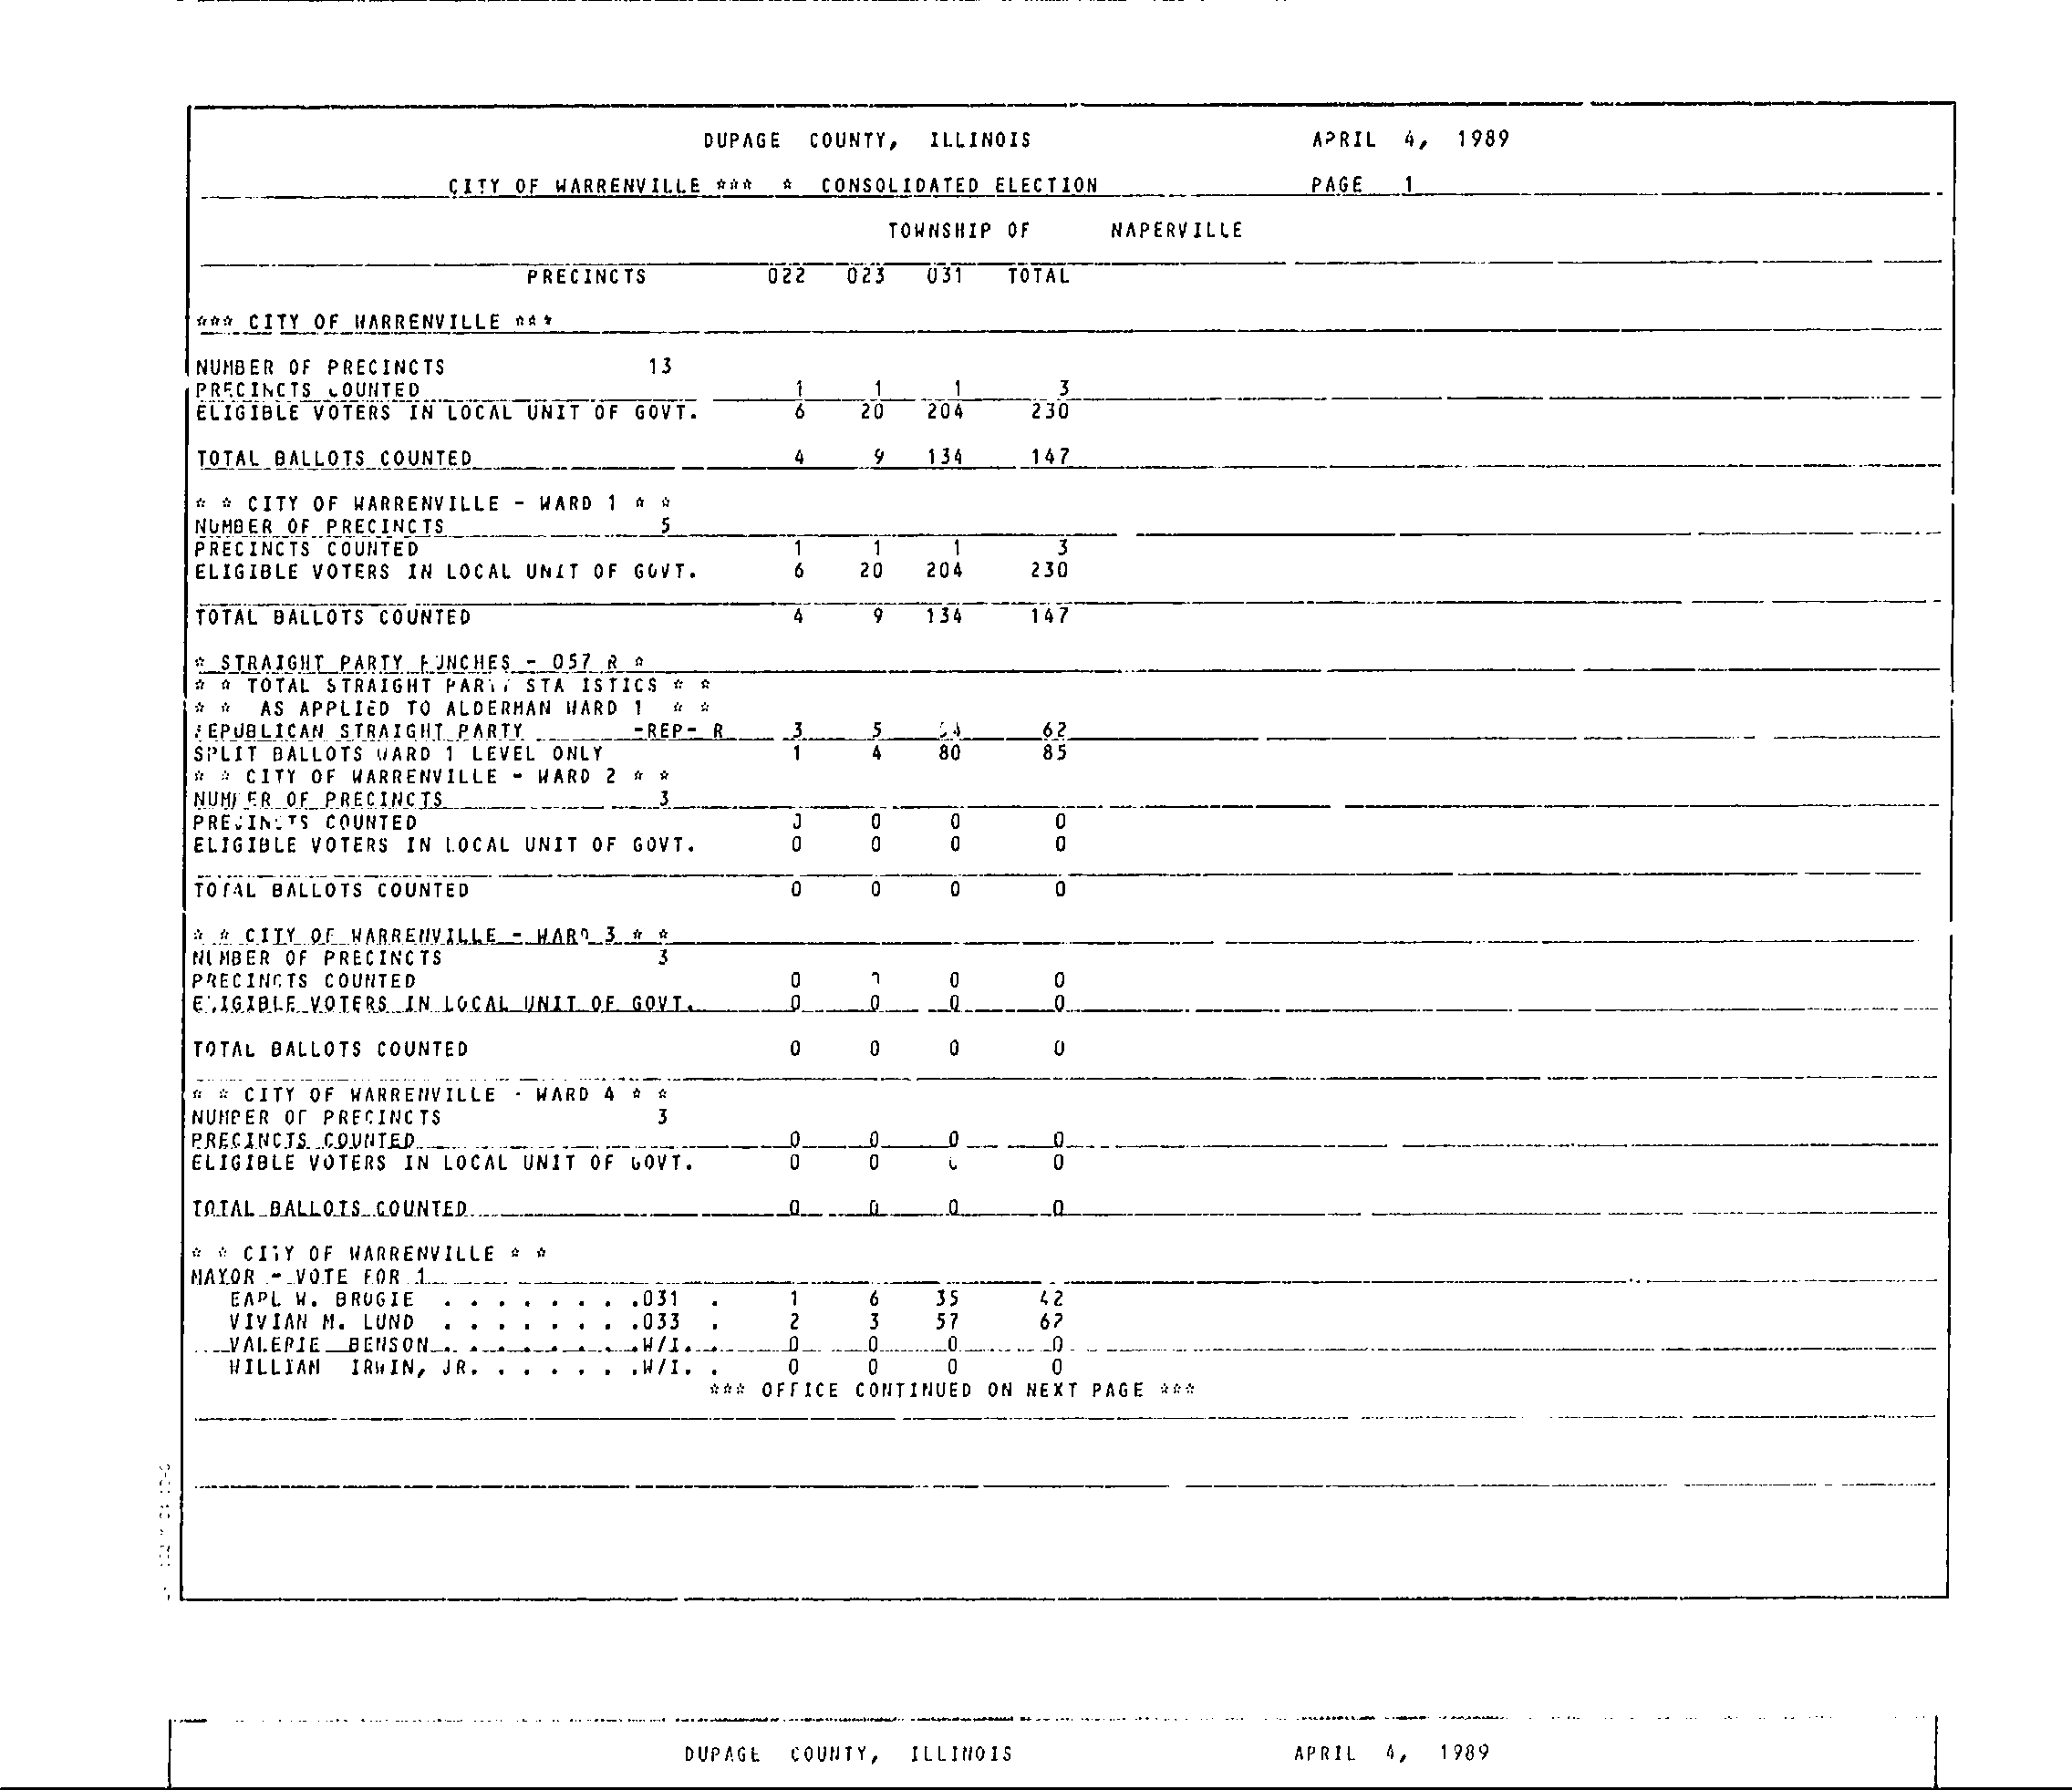 DUPAGE COUNTY, ILLINOIS APRIL 4, 1989
CITY OF WARRENVILLE *** * CONSOLIDATED ELECTION PAGE 1
TOWNSHIP OF NAPERVILLE
PRECINCTS 022 023 031 TOTAL
*** CITY OF WARRENVILLE ***
NUMBER OF PRECINCTS 13
PRECINCTS COUNTED 1 1 1 3
ELIGIBLE VOTERS IN LOCAL UNIT OF GOVT. 6 20 204 230
TOTAL BALLOTS COUNTED 4 9 134 147
* * CITY OF WARRENVILLE - WARD 1 * *
NUMBER OF PRECINCTS 5
PRECINCTS COUNTED 1 1 1 3
ELIGIBLE VOTERS IN LOCAL UNIT OF GOVT. 6 20 204 230
TOTAL BALLOTS COUNTED 4 9 134 147
* STRAIGHT PARTY PUNCHES - 057 R *
* * TOTAL STRAIGHT PARTY STATISTICS * *
* * AS APPLIED TO ALDERMAN WARD 1 * *
REPUBLICAN STRAIGHT PARTY -REP- R 3 5 54 62
SPLIT BALLOTS WARD 1 LEVEL ONLY 1 4 80 85
* * CITY OF WARRENVILLE - WARD 2 * *
NUMBER OF PRECINCTS 3
PRECINCTS COUNTED 0 0 0 0
ELIGIBLE VOTERS IN LOCAL UNIT OF GOVT. 0 0 0 0
TOTAL BALLOTS COUNTED 0 0 0 0
* * CITY OF WARRENVILLE - WARD 3 * *
NUMBER OF PRECINCTS 3
PRECINCTS COUNTED 0 0 0 0
ELIGIBLE VOTERS IN LOCAL UNIT OF GOVT. 0 0 0 0
TOTAL BALLOTS COUNTED 0 0 0 0
* * CITY OF WARRENVILLE - WARD 4 * *
NUMBER OF PRECINCTS 3
PRECINCTS COUNTED 0 0 0 0
ELIGIBLE VOTERS IN LOCAL UNIT OF GOVT. 0 0 0 0
TOTAL BALLOTS COUNTED 0 0 0 0
* * CITY OF WARRENVILLE * *
MAYOR - VOTE FOR 1
EARL W. BROGIE . . . . . . . .031 . 1 6 35 42
VIVIAN M. LUND . . . . . . . .033 . 2 3 57 62
VALERIE BENSON . . . . . . . .W/I. . 0 0 0 0
WILLIAM IRWIN, JR. . . . . . .W/I. . 0 0 0 0
*** OFFICE CONTINUED ON NEXT PAGE ***
DUPAGE COUNTY, ILLINOIS APRIL 4, 1989